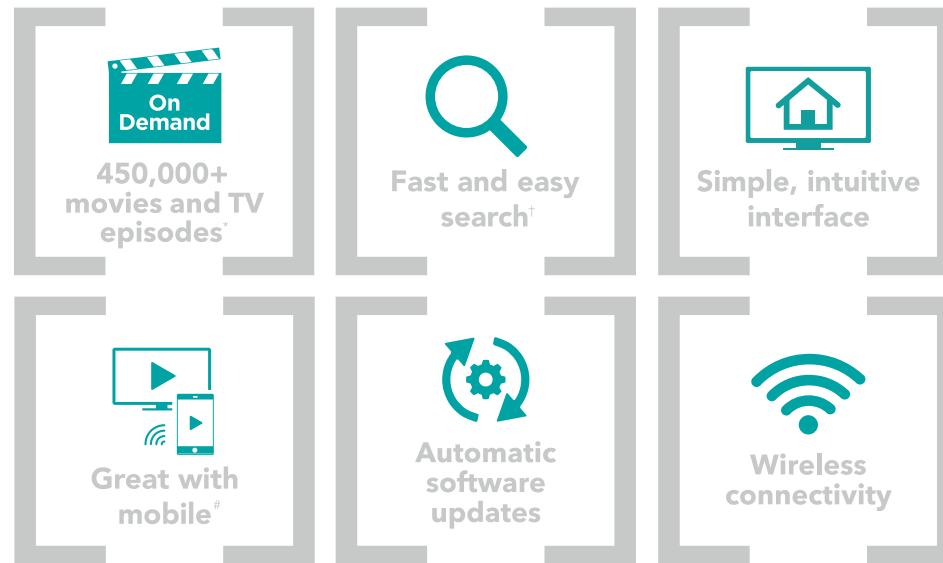 On
Demand
450,000+
movies and TV
episodes*
Fast and easy
search†
Simple, intuitive
interface
Great with
mobile#
Automatic
software
updates
Wireless
connectivity